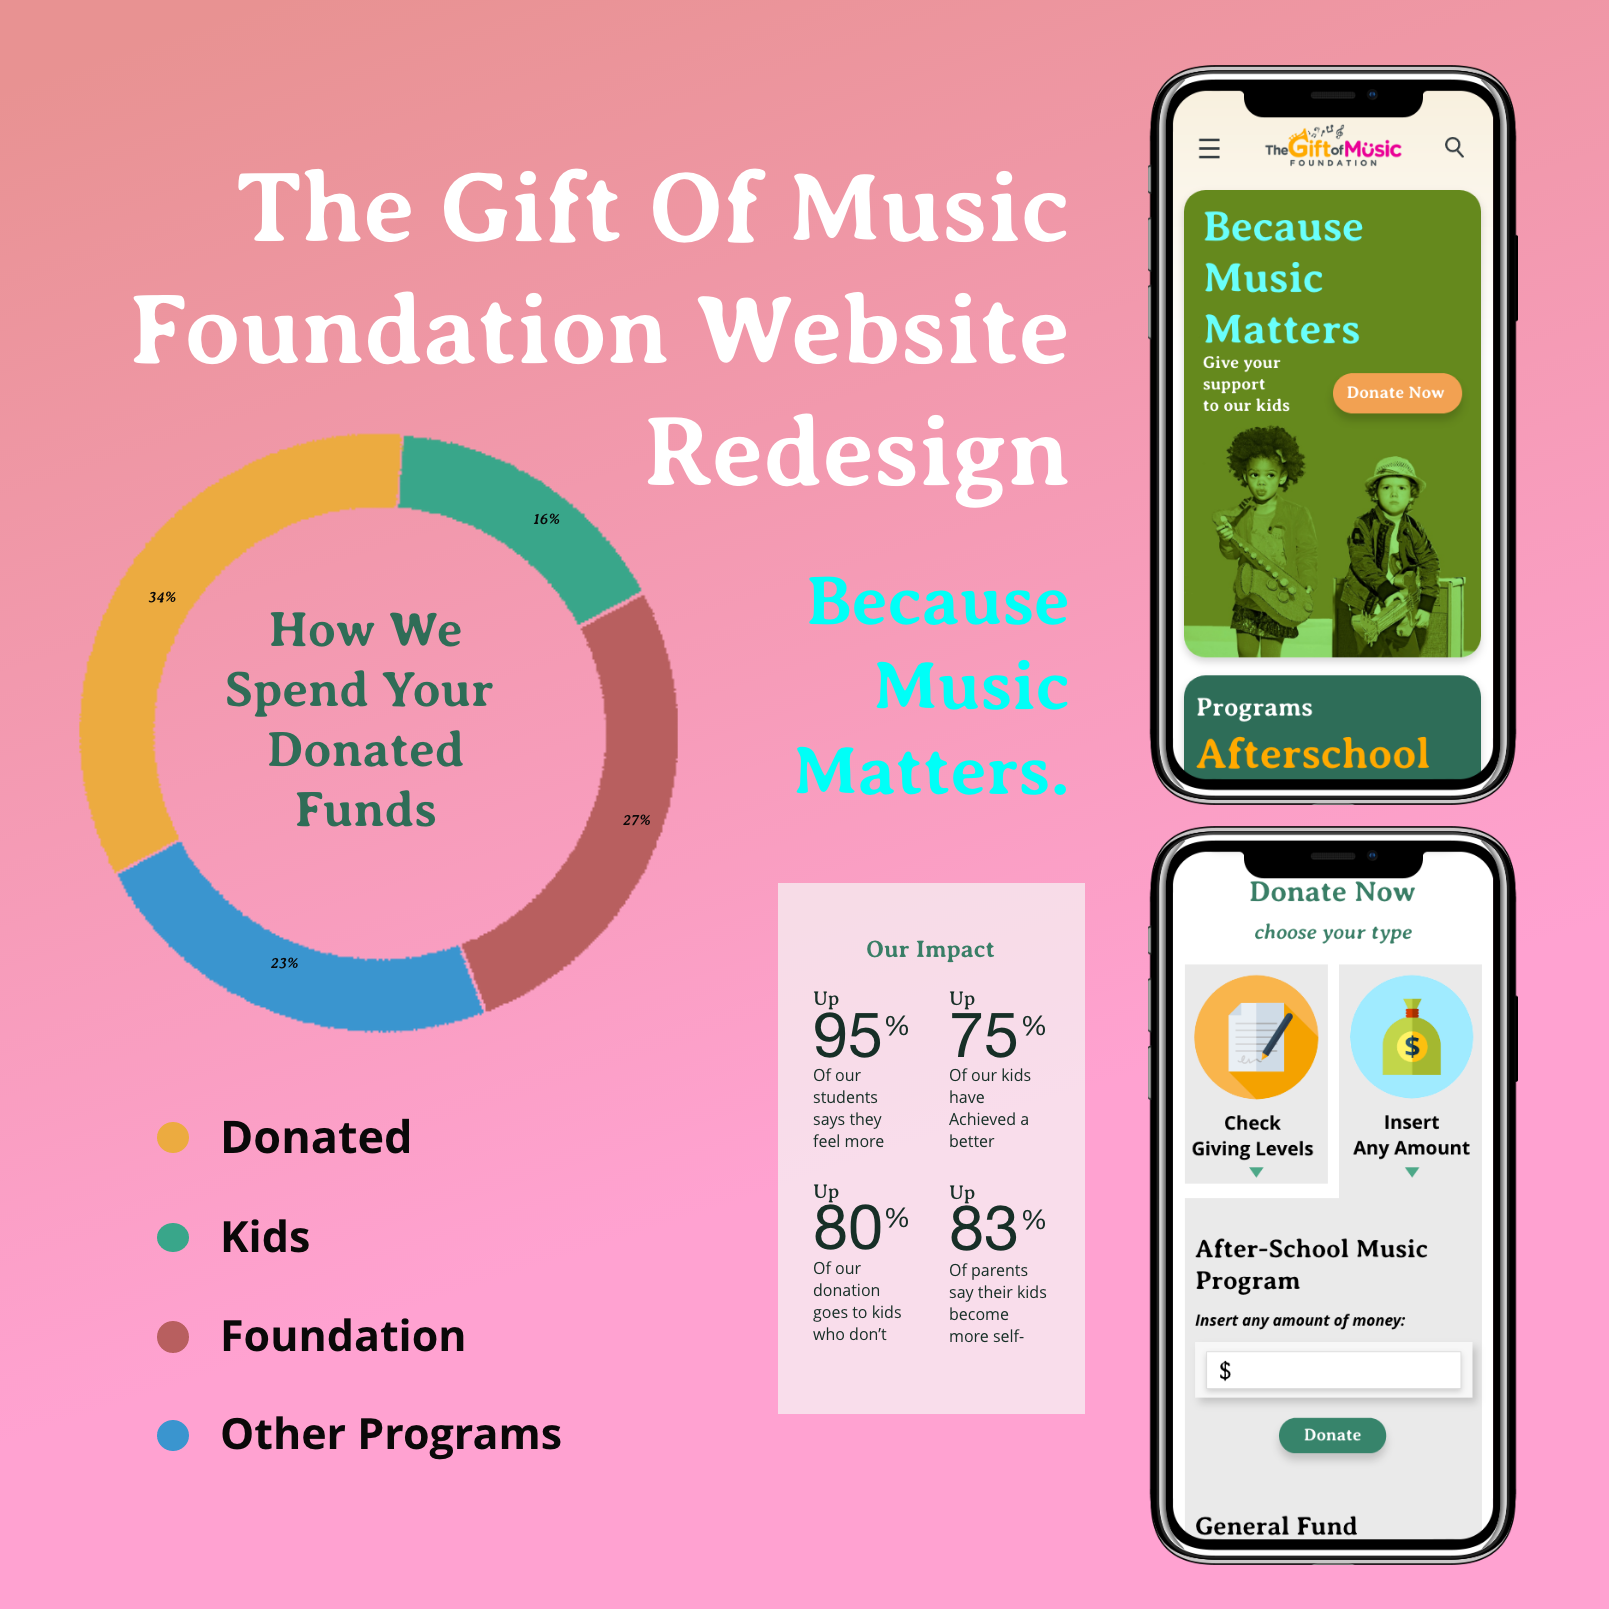 The Gift Of Music
Foundation Website
Redesign
16%
34%
27%
23%
How We
Spend Your
Donated
Funds
Because
Music
Matters.
Donated
Kids
Foundation
Other Programs
Our Impact
Up
95%
Of our
students
says they
feel more
Up
75%
Of our kids
have
Achieved a
better
Up
80%
Of our
donation
goes to kids
who don't
Up
83%
Of parents
say their kids
become
more self-
The Gift of Music
FOUNDATION
Because
Music
Matters
Give your
support
to our kids
Donate Now
Programs
Afterschool
Donate Now
choose your type
Check
Giving Levels
$
Insert
Any Amount
After-School Music
Program
Insert any amount of money:
$
Donate
General Fund